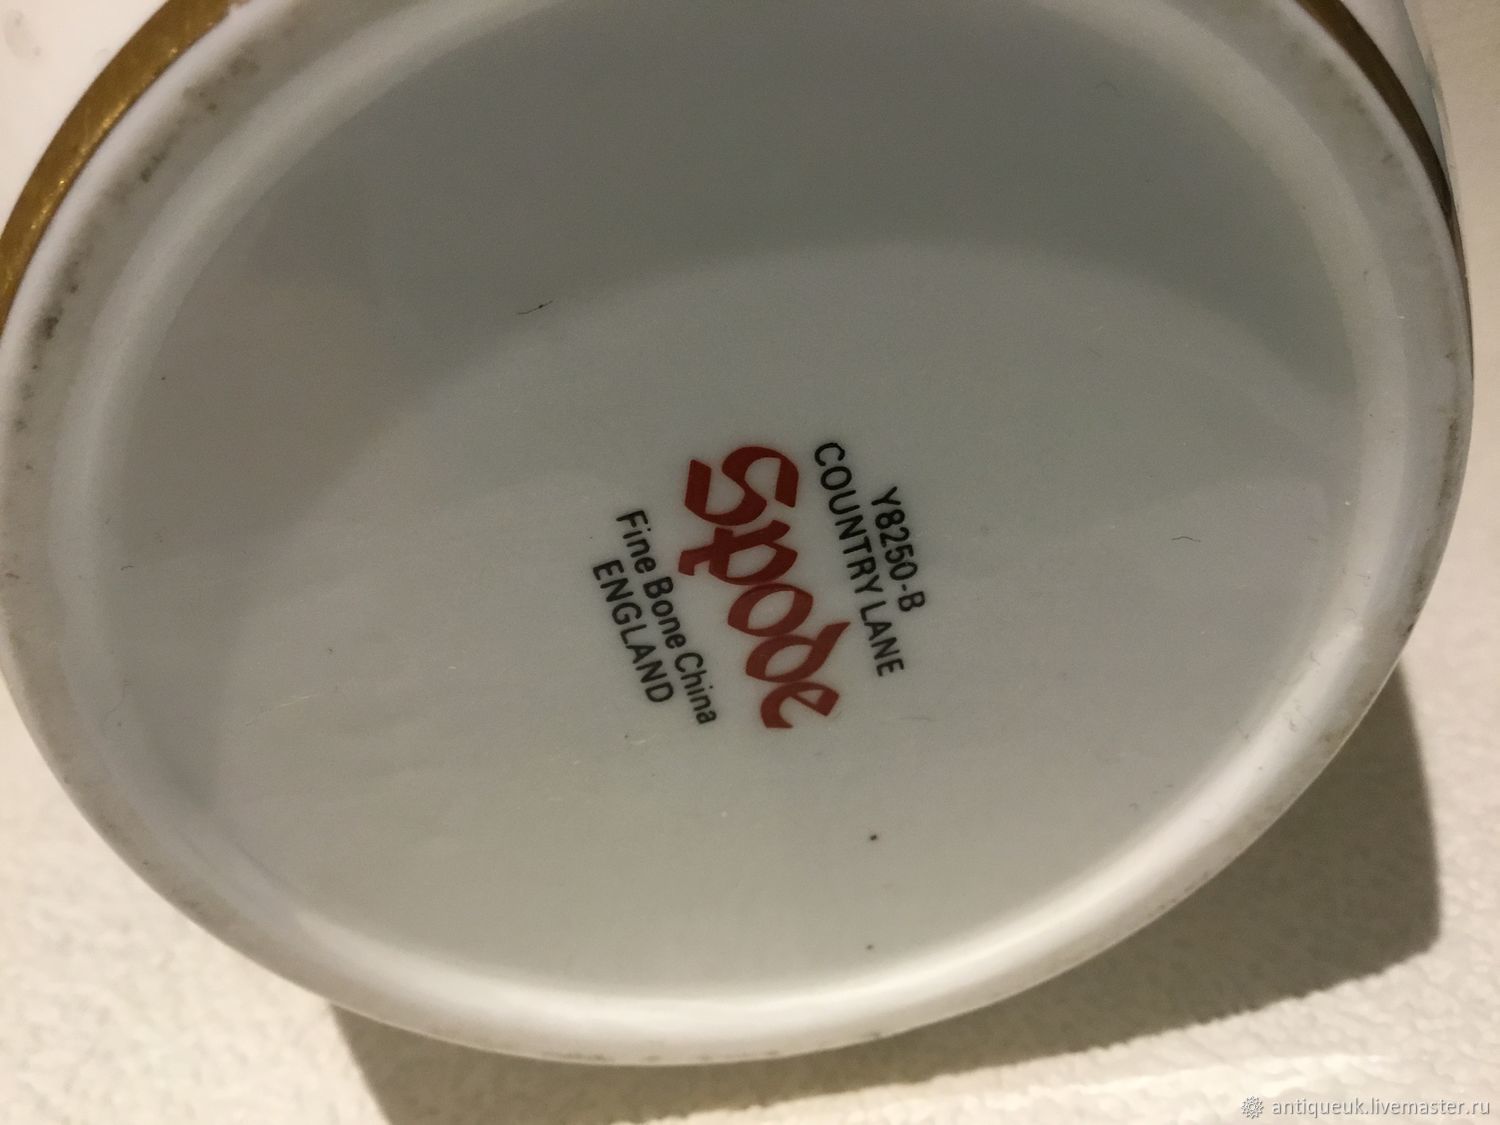 Y8250-B
COUNTRY LANE
Spode
Fine Bone China
ENGLAND
antiqueuk.livemaster.ru